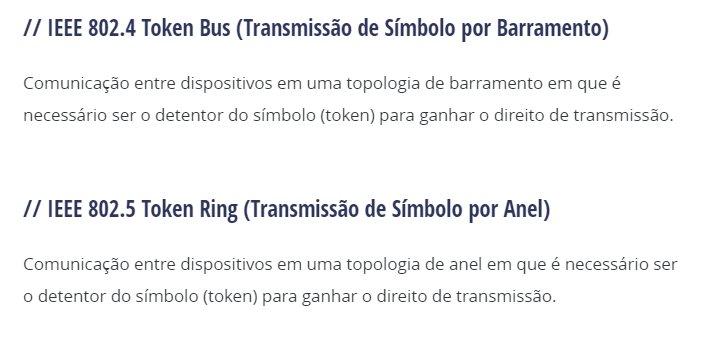 // IEEE 802.4 Token Bus (Transmissão de Símbolo por Barramento)
Comunicação entre dispositivos em uma topologia de barramento em que é
necessário ser o detentor do símbolo (token) para ganhar o direito de transmissão.
// IEEE 802.5 Token Ring (Transmissão de Símbolo por Anel)
Comunicação entre dispositivos em uma topologia de anel em que é necessário ser
o detentor do símbolo (token) para ganhar o direito de transmissão.